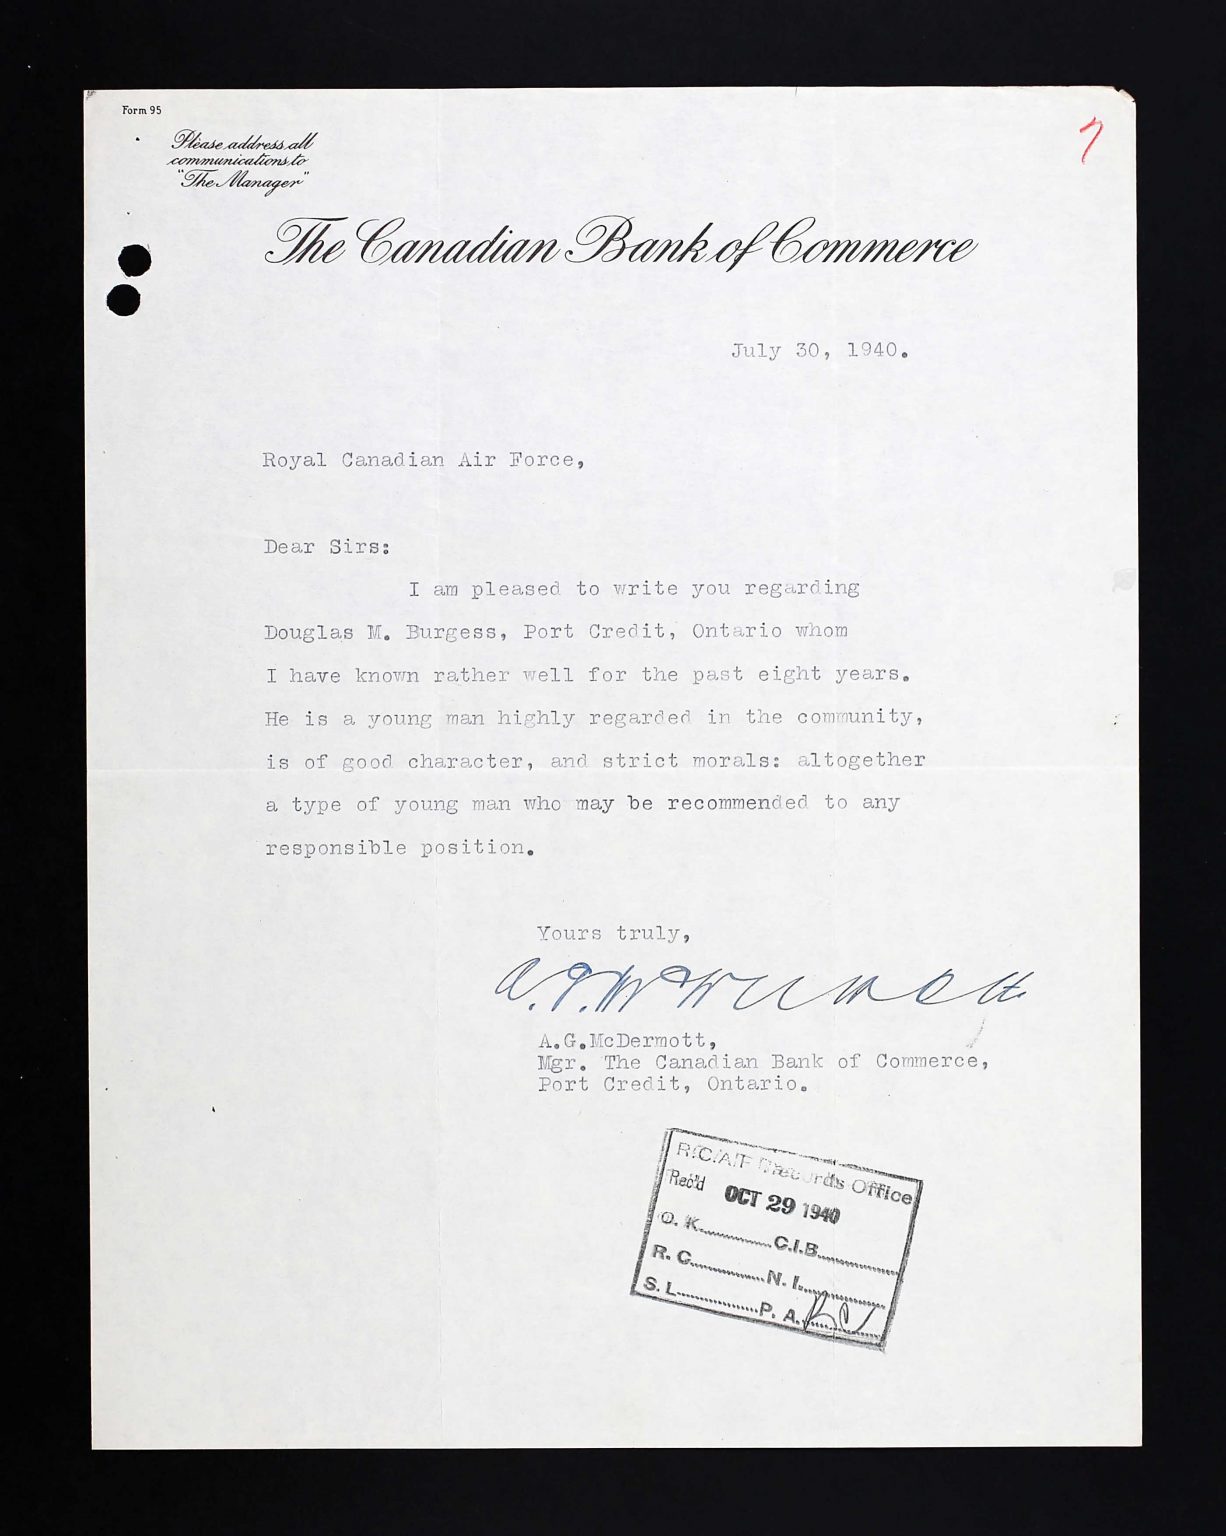 Form 95
7
Please address all
communications to
"The Manager"
The Canadian Bank of Commerce
July 30, 1940.
Royal Canadian Air Force,
Dear Sirs:
I am pleased to write you regarding
Douglas M. Burgess, Port Credit, Ontario whom
I have known rather well for the past eight years.
He is a young man highly regarded in the community,
is of good character, and strict morals: altogether
a type of young man who may be recommended to any
responsible position.
Yours truly,
A.G.McDermott,
Mgr. The Canadian Bank of Commerce,
Port Credit, Ontario.
R.C.A.F Records Office
Rec'd OCT 29 1940
O. K. C.I.B.
R. C. N. I.
S. L. P. A.